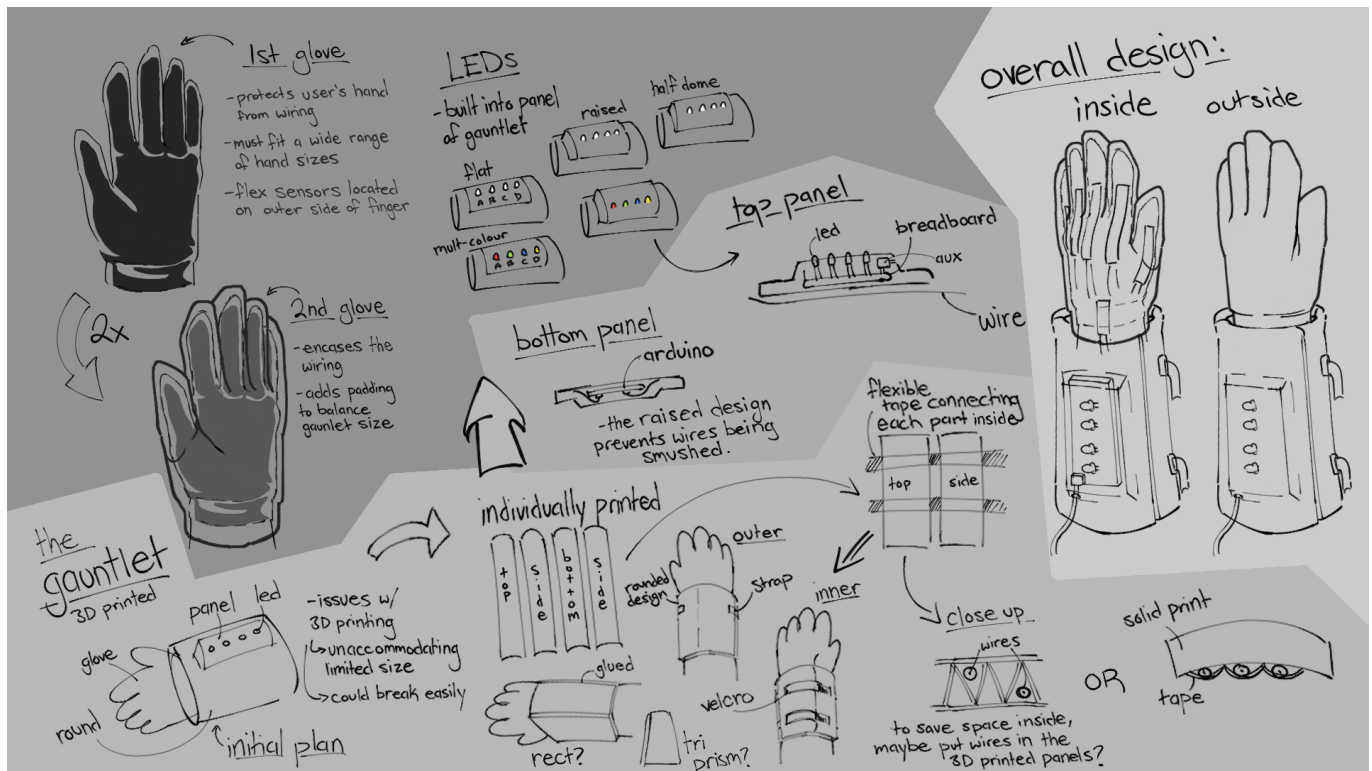 1st glove
-protects user's hand
from wiring
-must fit a wide range
of hand sizes
-flex sensors located
on outer side of finger
2x
2nd glove
-encases the
wiring
-adds padding
to balance
gaunlet size
LEDs
-built into panel
of gauntlet
raised
half dome
flat
A B C D
mult-colour
A B C D
top panel
led
breadboard
aux
wire
bottom panel
arduino
-the raised design
prevents wires being
smushed.
overall design:
inside
outside
the
gauntlet
3D printed
panel
led
glove
round
initial plan
-issues w/
3D printing
unaccommodating
limited size
could break easily
individually printed
top
side
bottom
side
outer
rounded
design
strap
glued
rect?
tri
prism?
inner
velcro
flexible
tape connecting
each part inside
top
side
close up
wires
to save space inside,
maybe put wires in the
3D printed panels?
OR
solid print
tape